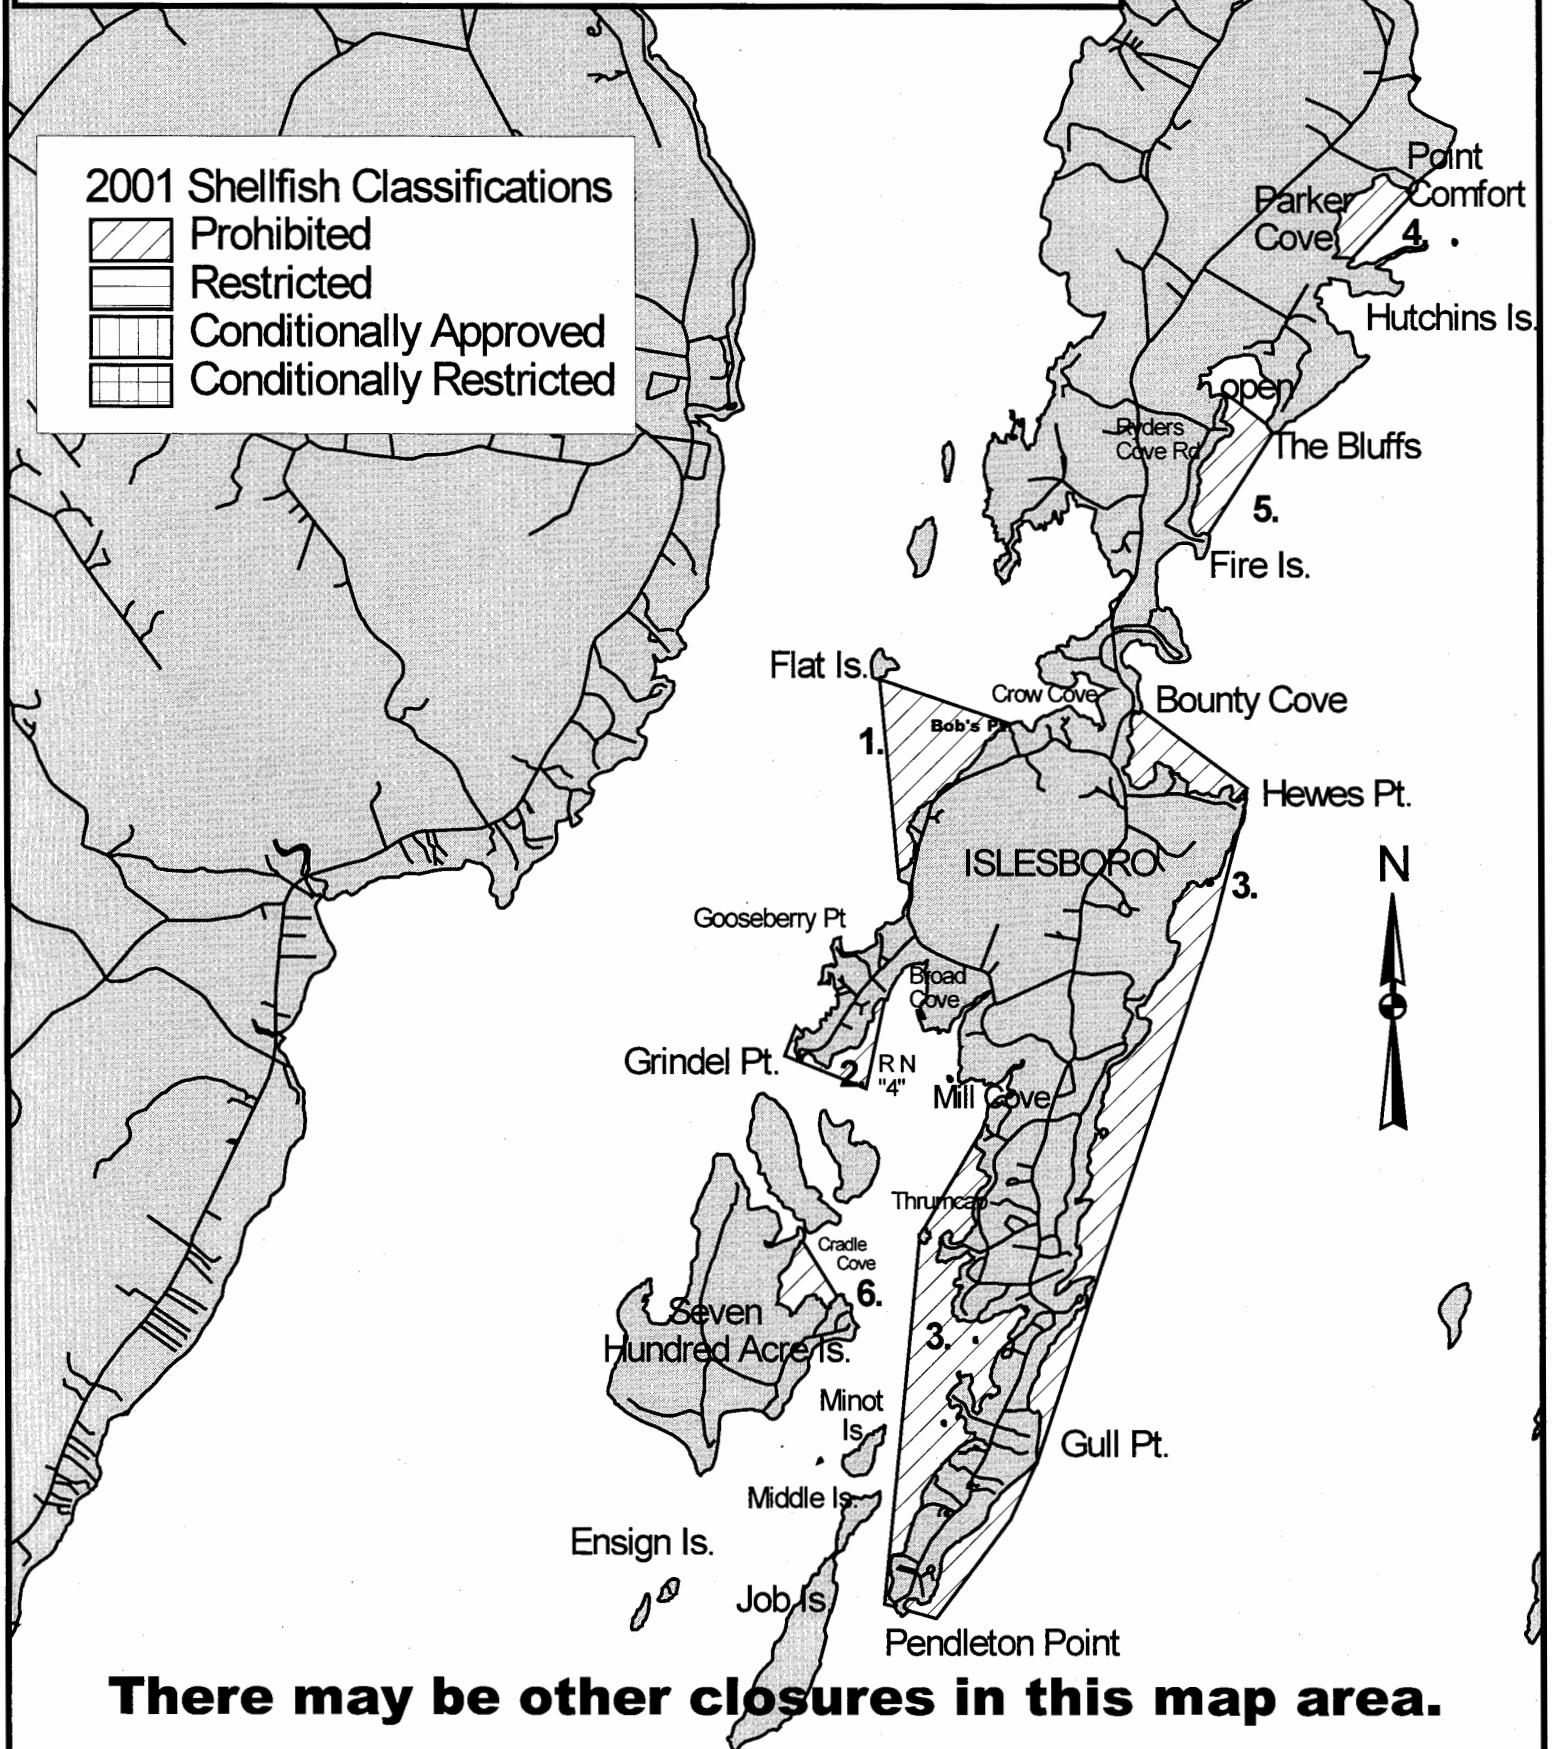 2001 Shellfish Classifications
Prohibited
Restricted
Conditionally Approved
Conditionally Restricted
Point
Comfort
Parker
Cove
4.
Hutchins Is.
open
Ryders
Cove Rd
The Bluffs
5.
Fire Is.
Flat Is.
Crow Cove
Bounty Cove
Bob's Pt
1.
Hewes Pt.
ISLESBORO
N
3.
Gooseberry Pt
Broad
Cove
Grindel Pt.
2.
R N
"4"
Mill Cove
Thrumcap
Cradle
Cove
6.
Seven
Hundred Acre Is.
3.
Minot
Is.
Gull Pt.
Middle Is.
Ensign Is.
Job Is.
Pendleton Point
There may be other closures in this map area.